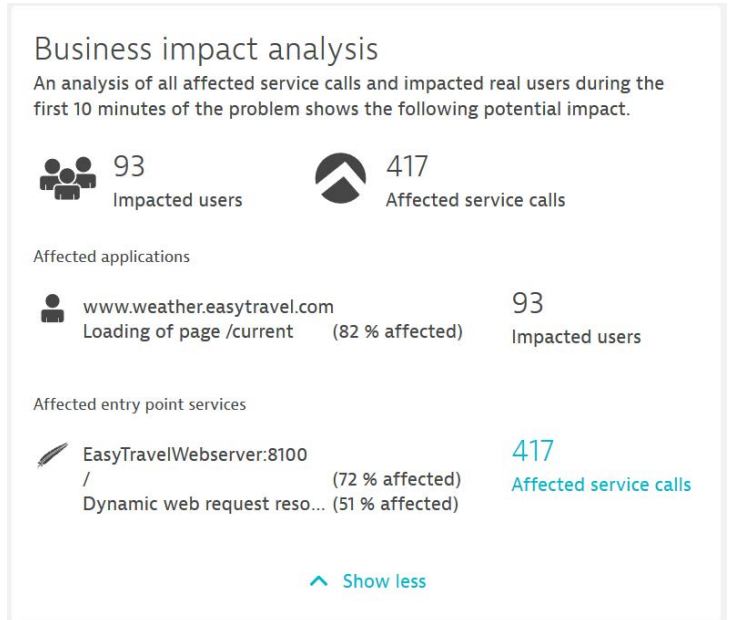 Business impact analysis
An analysis of all affected service calls and impacted real users during the
first 10 minutes of the problem shows the following potential impact.
93
Impacted users
417
Affected service calls
Affected applications
www.weather.easytravel.com
Loading of page /current (82 % affected)
93
Impacted users
Affected entry point services
EasyTravelWebserver:8100
/ (72 % affected)
Dynamic web request reso... (51 % affected)
417
Affected service calls
Show less